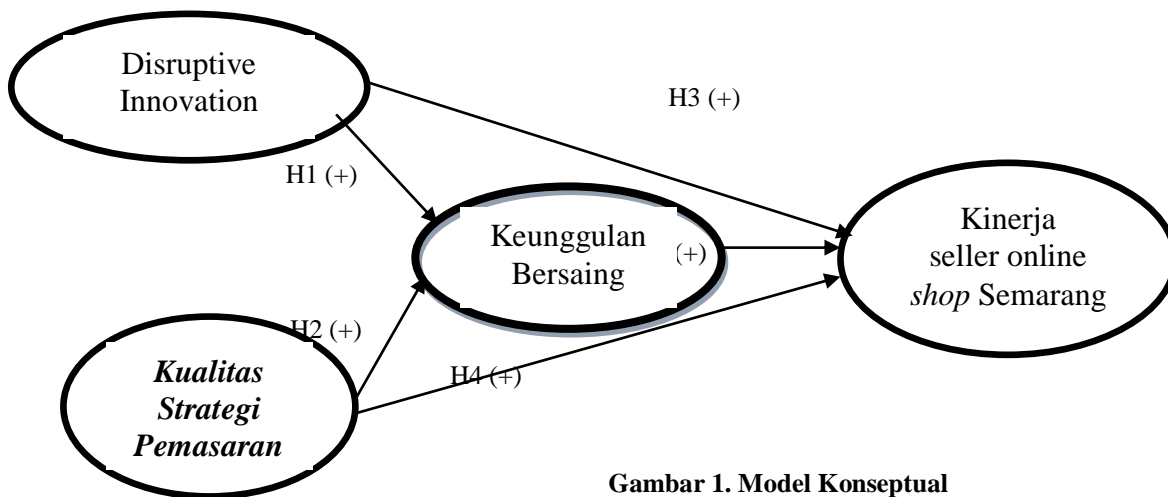 Disruptive
Innovation
H3 (+)
H1 (+)
Keunggulan
Bersaing
(+)
Kinerja
seller online
shop Semarang
H2 (+)
Kualitas
Strategi
Pemasaran
H4 (+)
Gambar 1. Model Konseptual